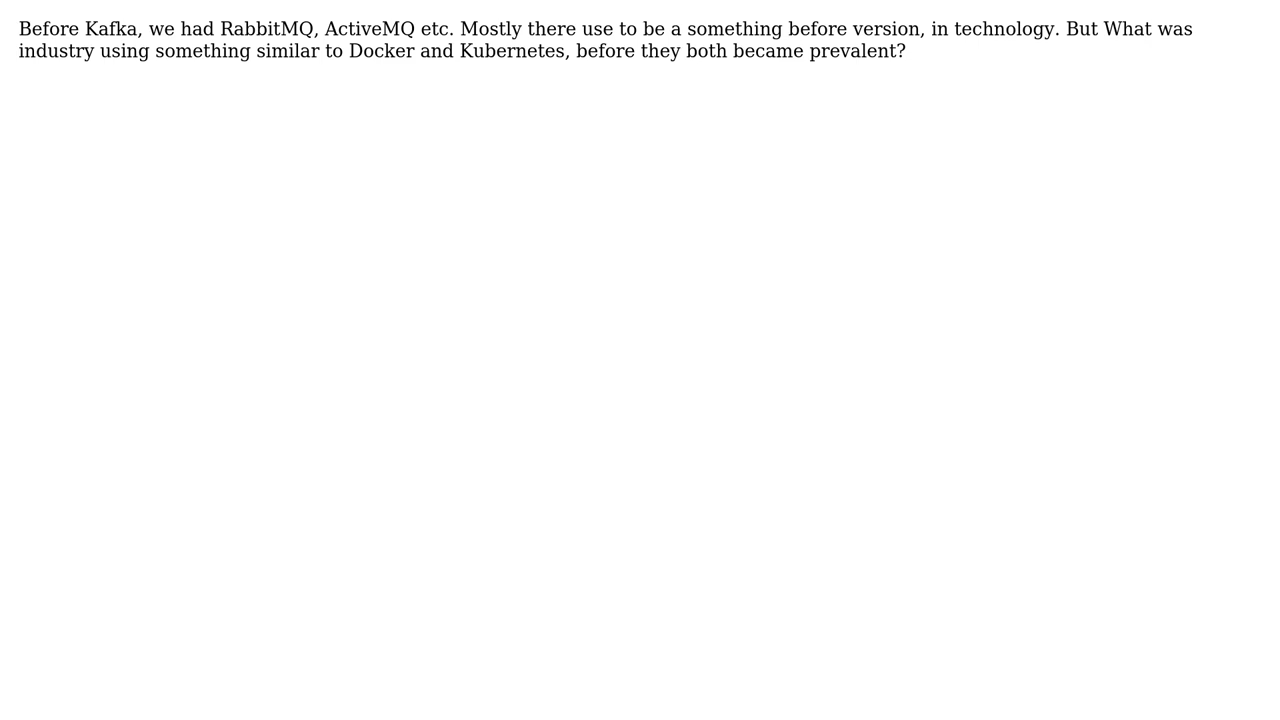 Before Kafka, we had RabbitMQ, ActiveMQ etc. Mostly there use to be a something before version, in technology. But What was
industry using something similar to Docker and Kubernetes, before they both became prevalent?